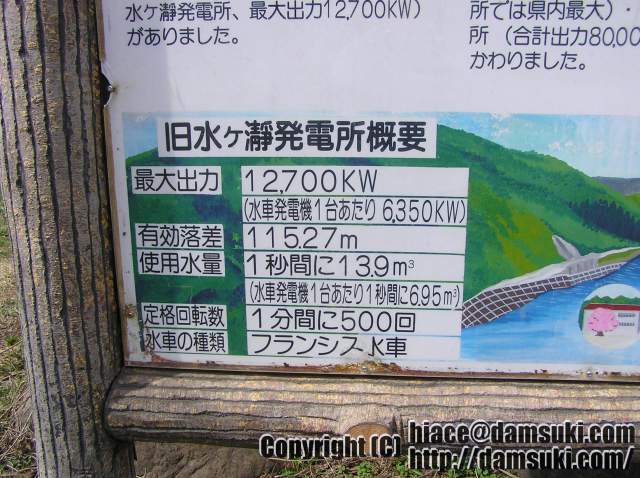 水ケ瀞発電所、最大出力12,700KW)
がありました。
所では県内最大)・
所 (合計出力80,00
かわりました。
旧水ヶ瀞発電所概要
最大出力 12,700KW
(水車発電機1台あたり 6,350KW)
有効落差 115.27m
使用水量 1秒間に13.9m³
(水車発電機1台あたり1秒間に6.95m³)
定格回転数 1分間に500回
水車の種類 フランシス水車
Copyright (C) hiace@damsuki.com
http://damsuki.com/